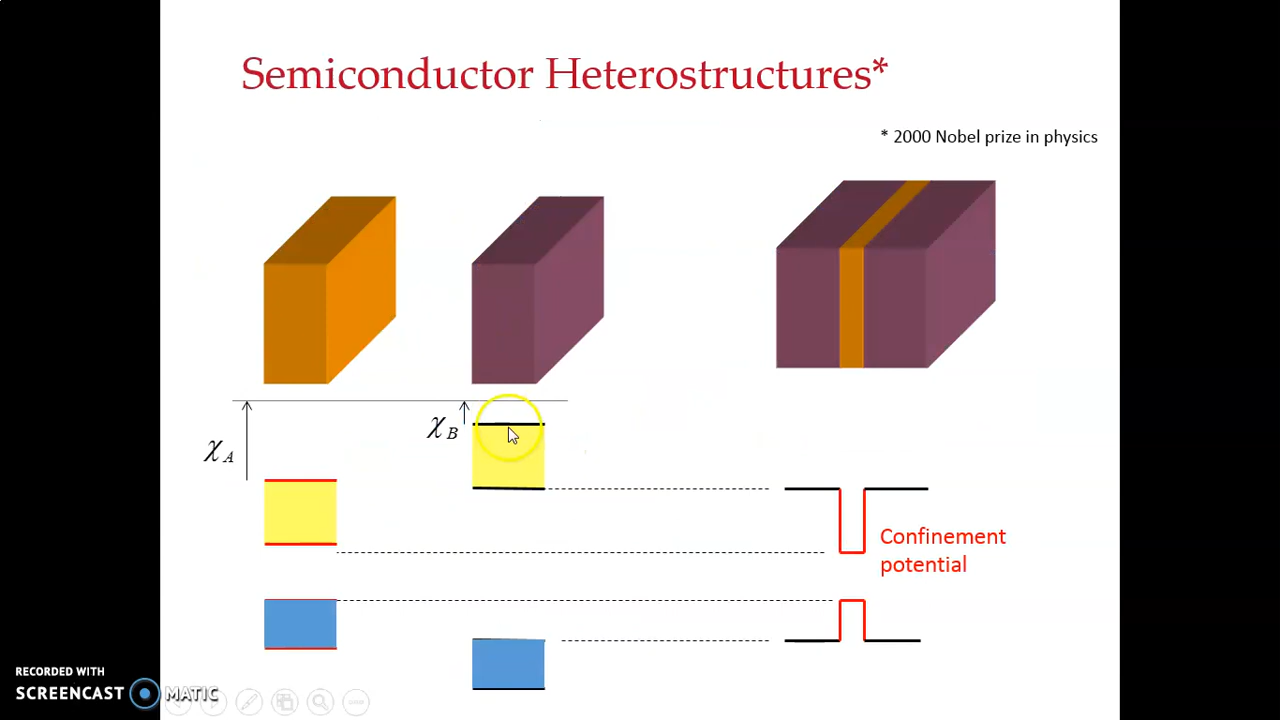 Semiconductor Heterostructures*
* 2000 Nobel prize in physics
χA
χB
Confinement
potential
RECORDED WITH
SCREENCAST MATIC